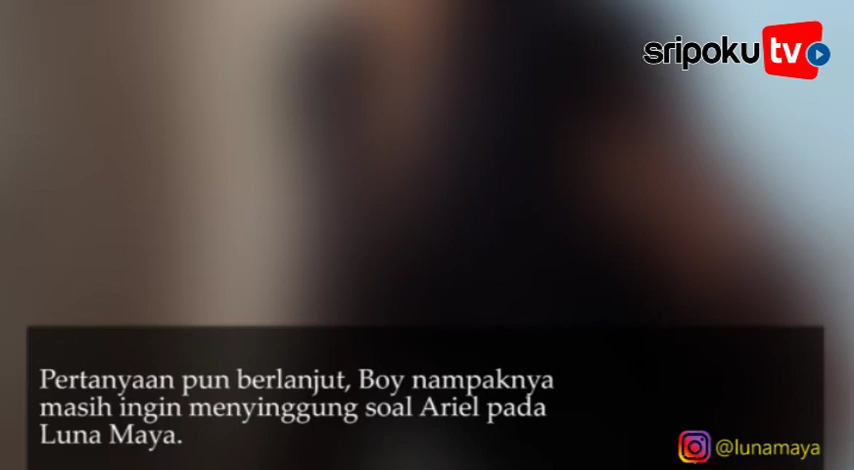 sripoku tv
Pertanyaan pun berlanjut, Boy nampaknya
masih ingin menyinggung soal Ariel pada
Luna Maya.
@lunamaya